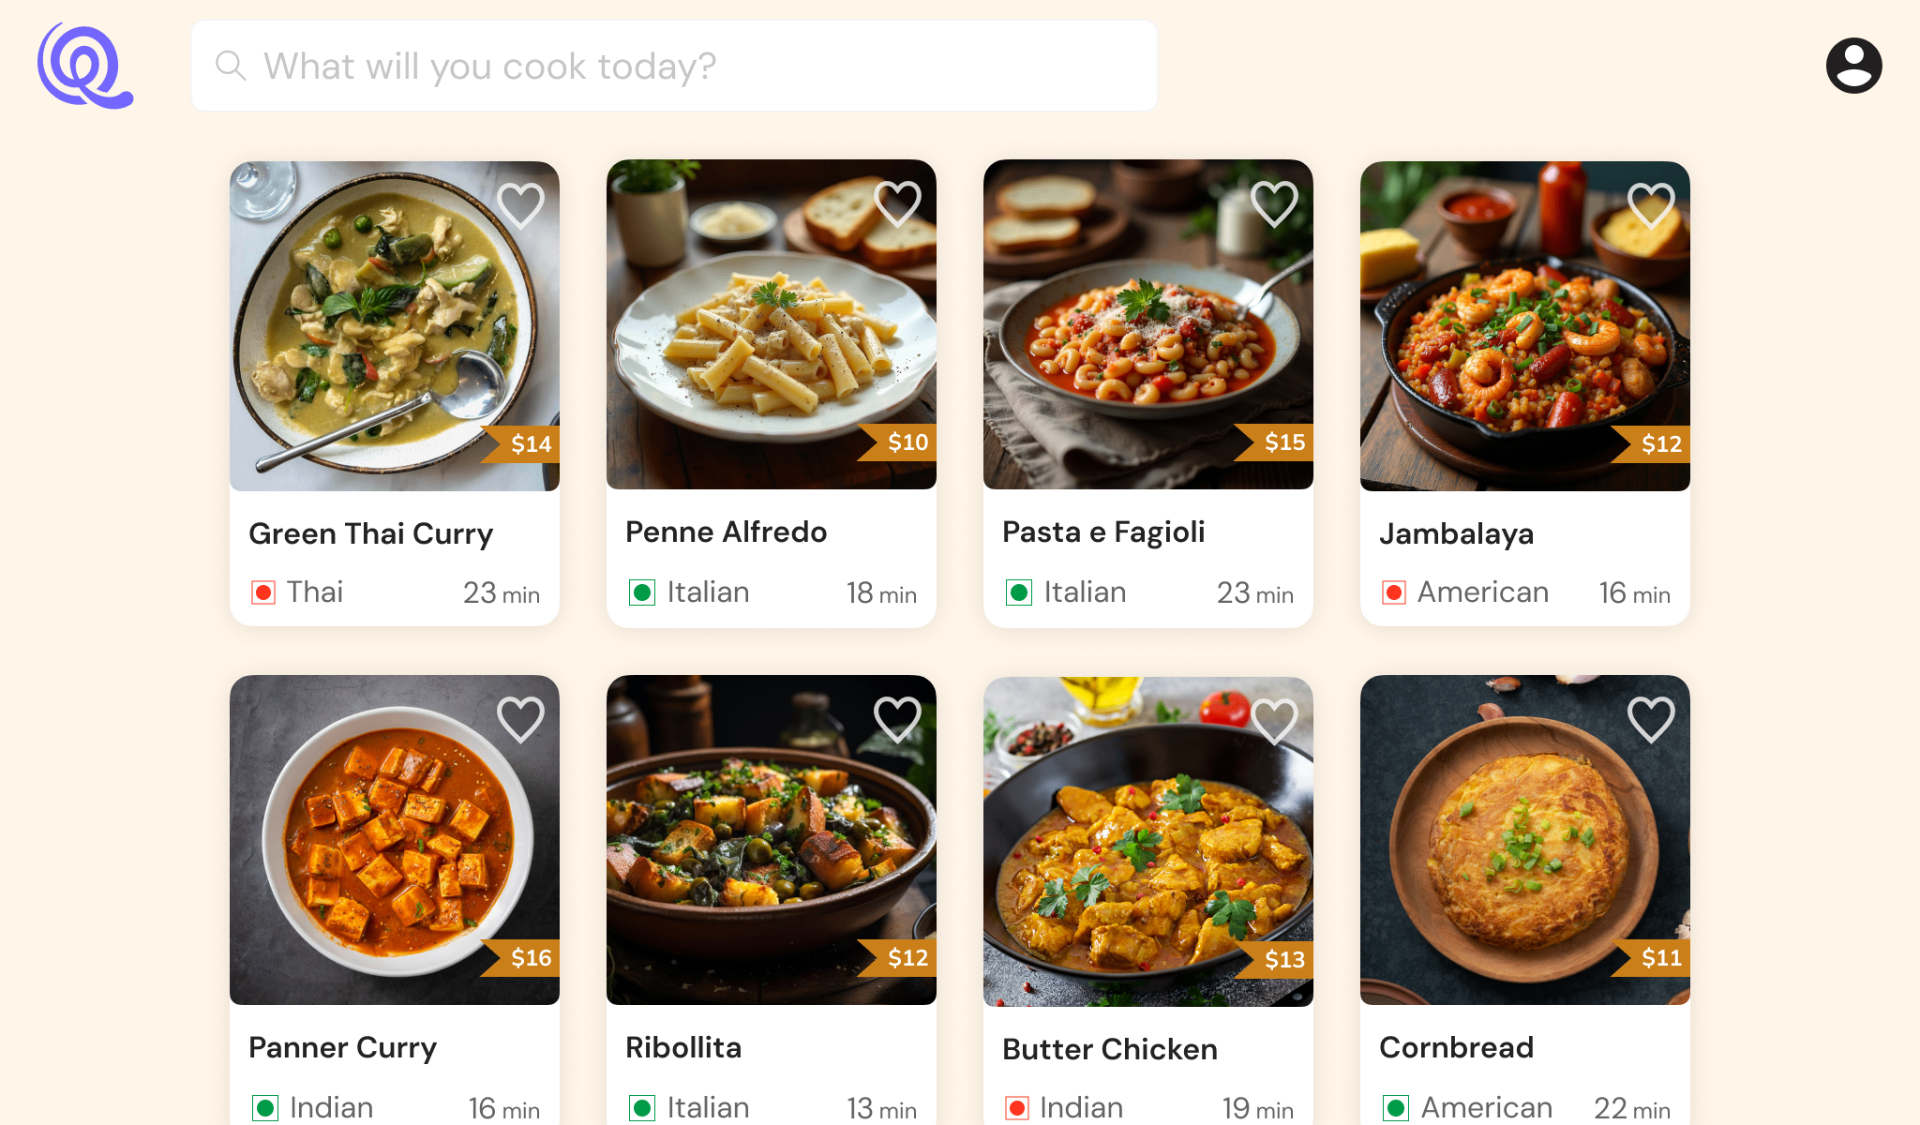 What will you cook today?
$14
Green Thai Curry
Thai 23 min
$10
Penne Alfredo
Italian 18 min
$15
Pasta e Fagioli
Italian 23 min
$12
Jambalaya
American 16 min
$16
Panner Curry
Indian 16 min
$12
Ribollita
Italian 13 min
$13
Butter Chicken
Indian 19 min
$11
Cornbread
American 22 min